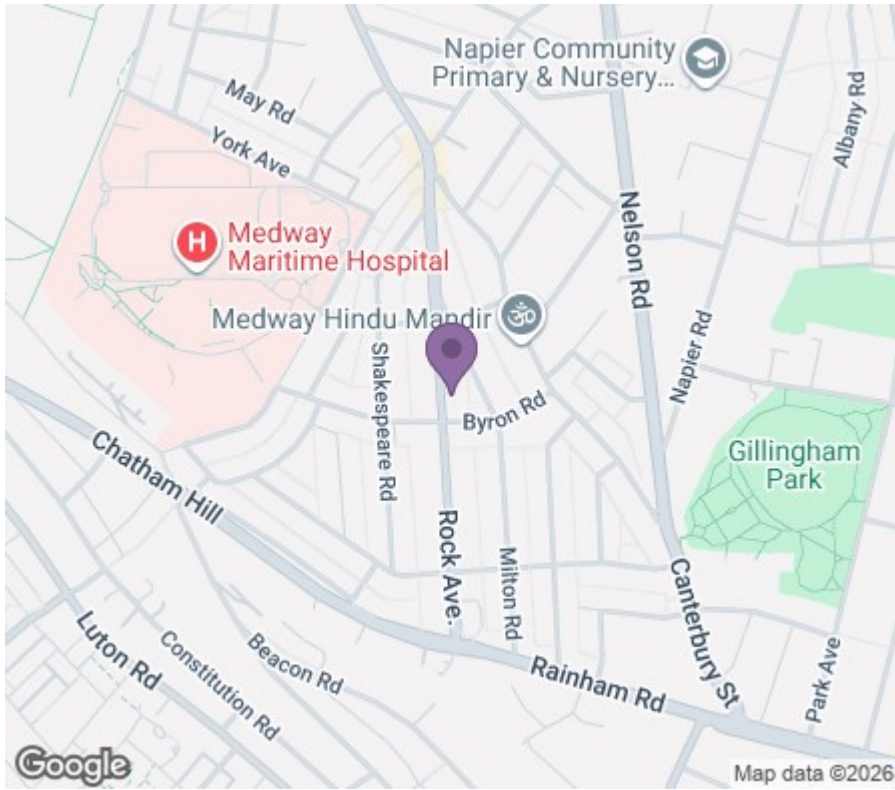 Napier Community
Primary & Nursery...
May Rd
York Ave
Albany Rd
Nelson Rd
H
Medway
Maritime Hospital
Medway Hindu Mandir
ॐ
Napier Rd
Shakespeare Rd
Byron Rd
Chatham Hill
Gillingham
Park
Rock Ave.
Milton Rd
Canterbury St
Luton Rd
Constitution Rd
Beacon Rd
Rainham Rd
Park Ave
Google
Map data ©2026